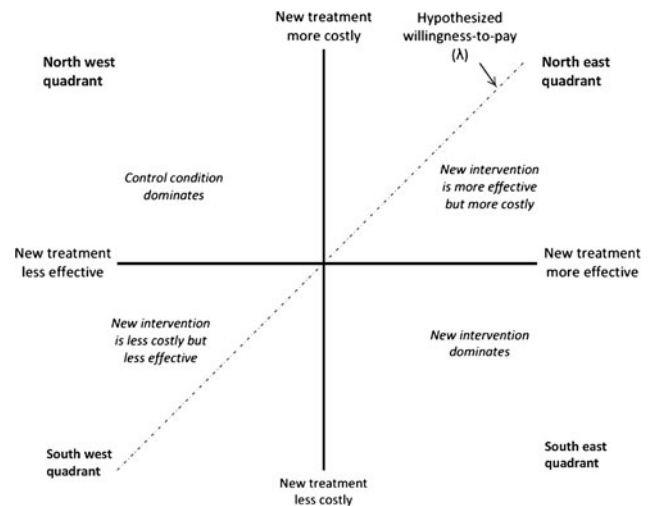 New treatment
more costly
Hypothesized
willingness-to-pay
(λ)
North west
quadrant
North east
quadrant
Control condition
dominates
New intervention
is more effective
but more costly
New treatment
less effective
New treatment
more effective
New intervention
is less costly but
less effective
New intervention
dominates
South west
quadrant
South east
quadrant
New treatment
less costly